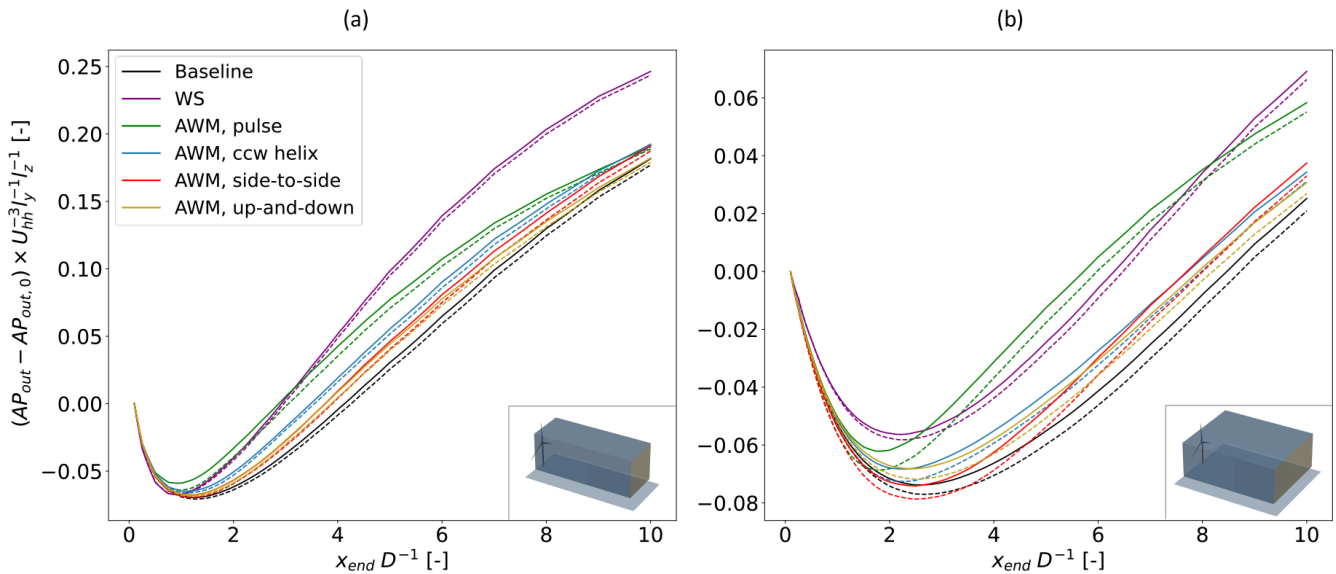 (a)
(b)
0.25
0.20
0.15
0.10
0.05
0.00
−0.05
(AP_out − AP_out, 0) × U_hh^−3 l_y^−1 l_z^−1 [-]
Baseline
WS
AWM, pulse
AWM, ccw helix
AWM, side-to-side
AWM, up-and-down
0 2 4 6 8 10
x_end D^−1 [-]
0.06
0.04
0.02
0.00
−0.02
−0.04
−0.06
−0.08
0 2 4 6 8 10
x_end D^−1 [-]